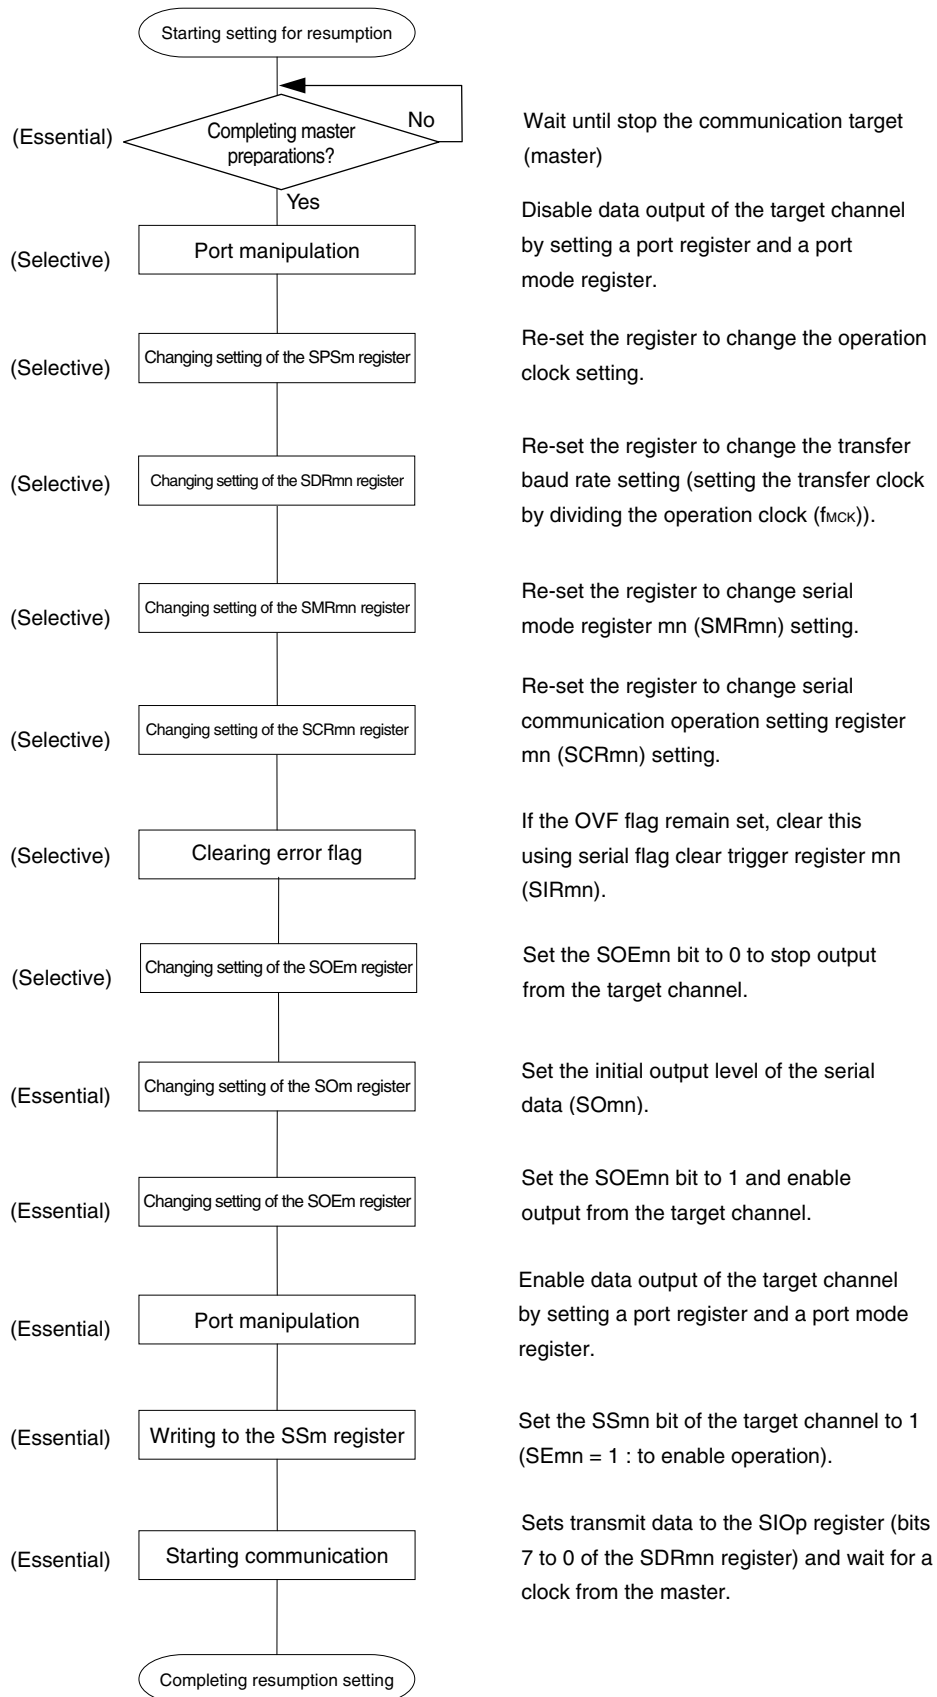 Starting setting for resumption
No
(Essential)
Completing master
preparations?
Wait until stop the communication target
(master)
Yes
(Selective)
Port manipulation
Disable data output of the target channel
by setting a port register and a port
mode register.
(Selective)
Changing setting of the SPSm register
Re-set the register to change the operation
clock setting.
(Selective)
Changing setting of the SDRmn register
Re-set the register to change the transfer
baud rate setting (setting the transfer clock
by dividing the operation clock (fMCK)).
(Selective)
Changing setting of the SMRmn register
Re-set the register to change serial
mode register mn (SMRmn) setting.
(Selective)
Changing setting of the SCRmn register
Re-set the register to change serial
communication operation setting register
mn (SCRmn) setting.
(Selective)
Clearing error flag
If the OVF flag remain set, clear this
using serial flag clear trigger register mn
(SIRmn).
(Selective)
Changing setting of the SOEm register
Set the SOEmn bit to 0 to stop output
from the target channel.
(Essential)
Changing setting of the SOm register
Set the initial output level of the serial
data (SOmn).
(Essential)
Changing setting of the SOEm register
Set the SOEmn bit to 1 and enable
output from the target channel.
(Essential)
Port manipulation
Enable data output of the target channel
by setting a port register and a port mode
register.
(Essential)
Writing to the SSm register
Set the SSmn bit of the target channel to 1
(SEmn = 1 : to enable operation).
(Essential)
Starting communication
Sets transmit data to the SIOp register (bits
7 to 0 of the SDRmn register) and wait for a
clock from the master.
Completing resumption setting